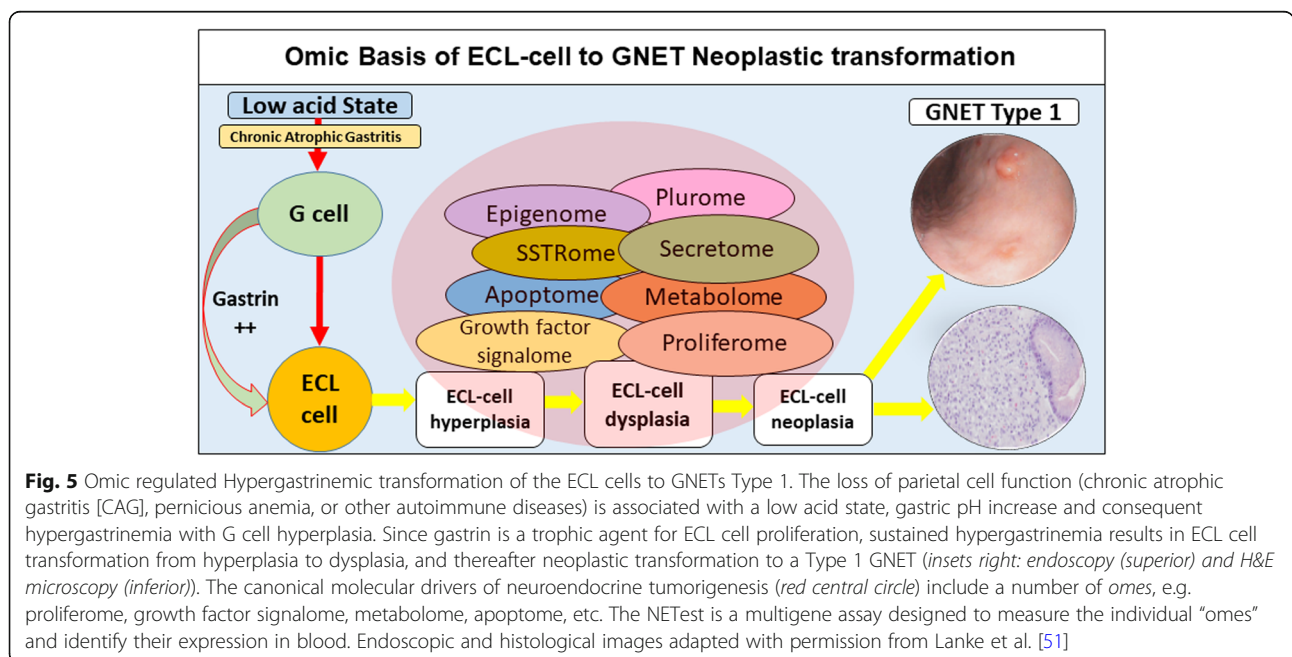 Omic Basis of ECL-cell to GNET Neoplastic transformation
Low acid State
Chronic Atrophic Gastritis
G cell
Gastrin
++
ECL
cell
Epigenome
Plurome
SSTRome
Secretome
Apoptome
Metabolome
Growth factor
signalome
Proliferome
ECL-cell
hyperplasia
ECL-cell
dysplasia
ECL-cell
neoplasia
GNET Type 1
Fig. 5 Omic regulated Hypergastrinemic transformation of the ECL cells to GNETs Type 1. The loss of parietal cell function (chronic atrophic
gastritis [CAG], pernicious anemia, or other autoimmune diseases) is associated with a low acid state, gastric pH increase and consequent
hypergastrinemia with G cell hyperplasia. Since gastrin is a trophic agent for ECL cell proliferation, sustained hypergastrinemia results in ECL cell
transformation from hyperplasia to dysplasia, and thereafter neoplastic transformation to a Type 1 GNET (insets right: endoscopy (superior) and H&E
microscopy (inferior)). The canonical molecular drivers of neuroendocrine tumorigenesis (red central circle) include a number of omes, e.g.
proliferome, growth factor signalome, metabolome, apoptome, etc. The NETest is a multigene assay designed to measure the individual “omes”
and identify their expression in blood. Endoscopic and histological images adapted with permission from Lanke et al. [51]